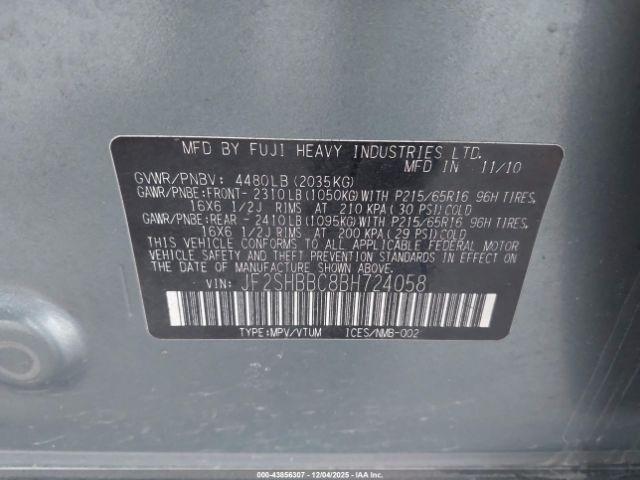 MFD BY FUJI HEAVY INDUSTRIES LTD.
MFD IN 11/10
GVWR/PNBV: 4480LB(2035KG)
GAWR/PNBE:FRONT-2310LB(1050KG)WITH P215/65R16 96H TIRES,
16X6 1/2J RIMS AT 210 KPA(30 PSI)COLD
GAWR/PNBE:REAR -2410LB(1095KG)WITH P215/65R16 96H TIRES,
16X6 1/2J RIMS AT 200 KPA(29 PSI)COLD
THIS VEHICLE CONFORMS TO ALL APPLICABLE FEDERAL MOTOR
VEHICLE SAFETY AND THEFT PREVENTION STANDARDS IN EFFECT ON
THE DATE OF MANUFACTURE SHOWN ABOVE.
VIN: JF2SHBBC8BH724058
TYPE:MPV/VTUM ICES/NMB-002
000-43856307 - 12/04/2025 - COPYRIGHT IAA, LLC.